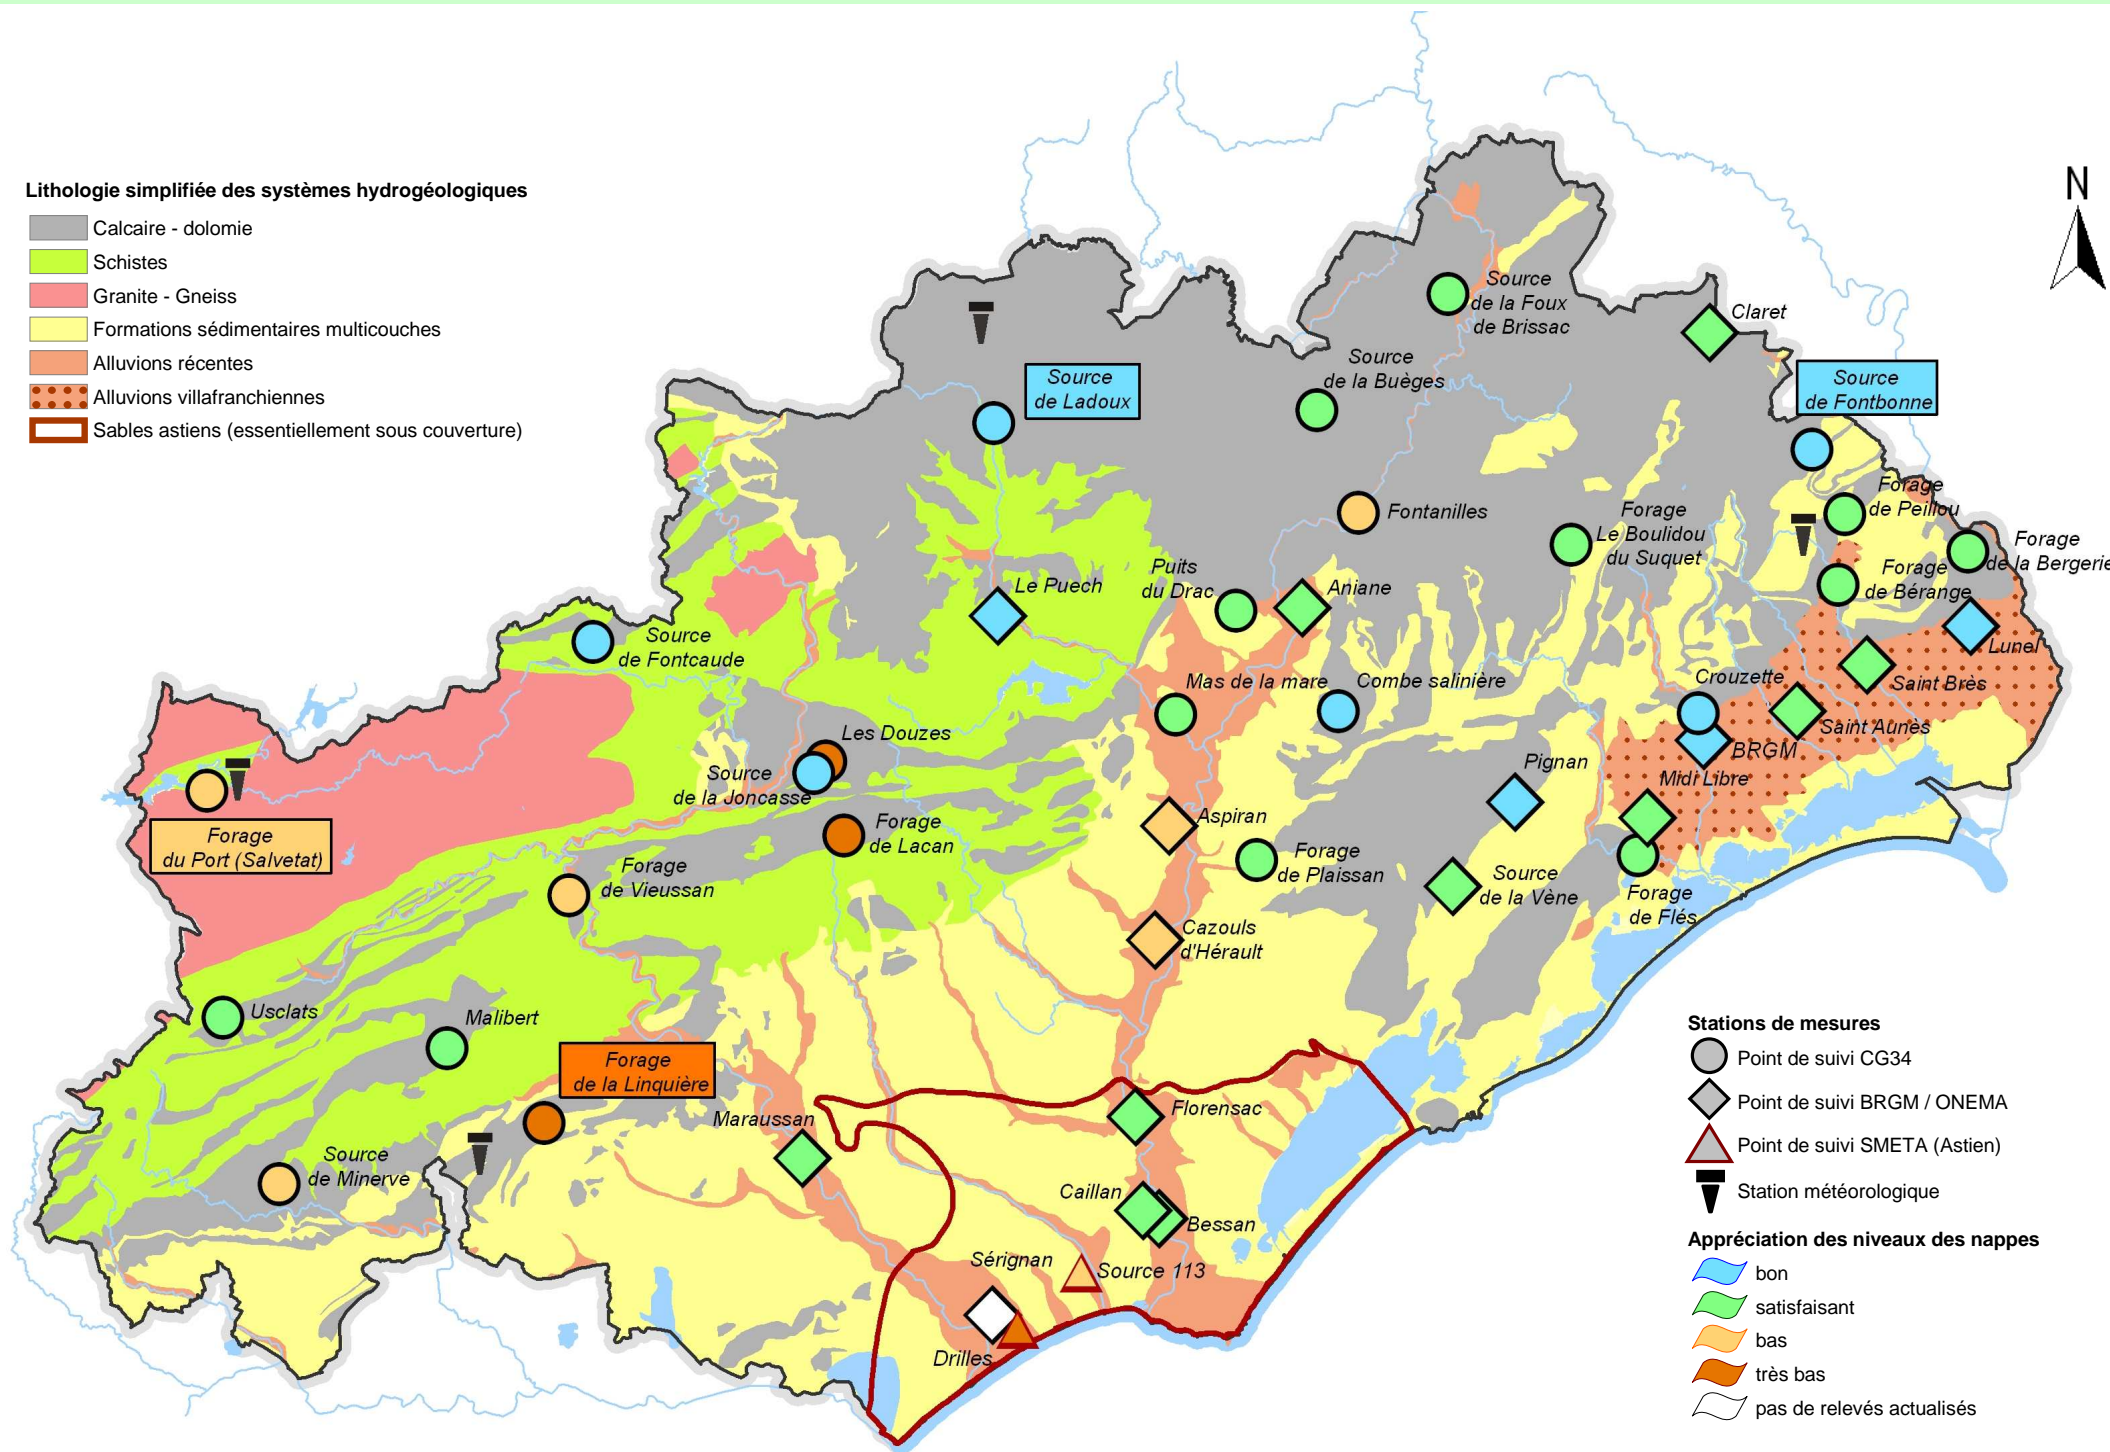 N
Lithologie simplifiée des systèmes hydrogéologiques
Calcaire - dolomie
Schistes
Granite - Gneiss
Formations sédimentaires multicouches
Alluvions récentes
Alluvions villafranchiennes
Sables astiens (essentiellement sous couverture)
Source
de la Foux
de Brissac
Claret
Source
de la Buèges
Source
de Ladoux
Source
de Fontbonne
Fontanilles
Forage
Le Boulidou
du Suquet
Forage
de Peillou
Forage
de la Bergerie
Forage
de Bérange
Puits
du Drac
Aniane
Le Puech
Lunel
Source
de Fontcaude
Mas de la mare
Combe salinière
Crouzette
Saint Brès
Saint Aunès
Les Douzes
Source
de la Joncasse
Pignan
BRGM
Midi Libre
Forage
du Port (Salvetat)
Forage
de Lacan
Aspiran
Forage
de Plaissan
Forage
de Vieussan
Source
de la Vène
Forage
de Flés
Cazouls
d'Hérault
Usclats
Malibert
Forage
de la Linquière
Maraussan
Florensac
Source
de Minerve
Caillan
Bessan
Sérignan
Source 113
Drilles
Stations de mesures
Point de suivi CG34
Point de suivi BRGM / ONEMA
Point de suivi SMETA (Astien)
Station météorologique
Appréciation des niveaux des nappes
bon
satisfaisant
bas
très bas
pas de relevés actualisés